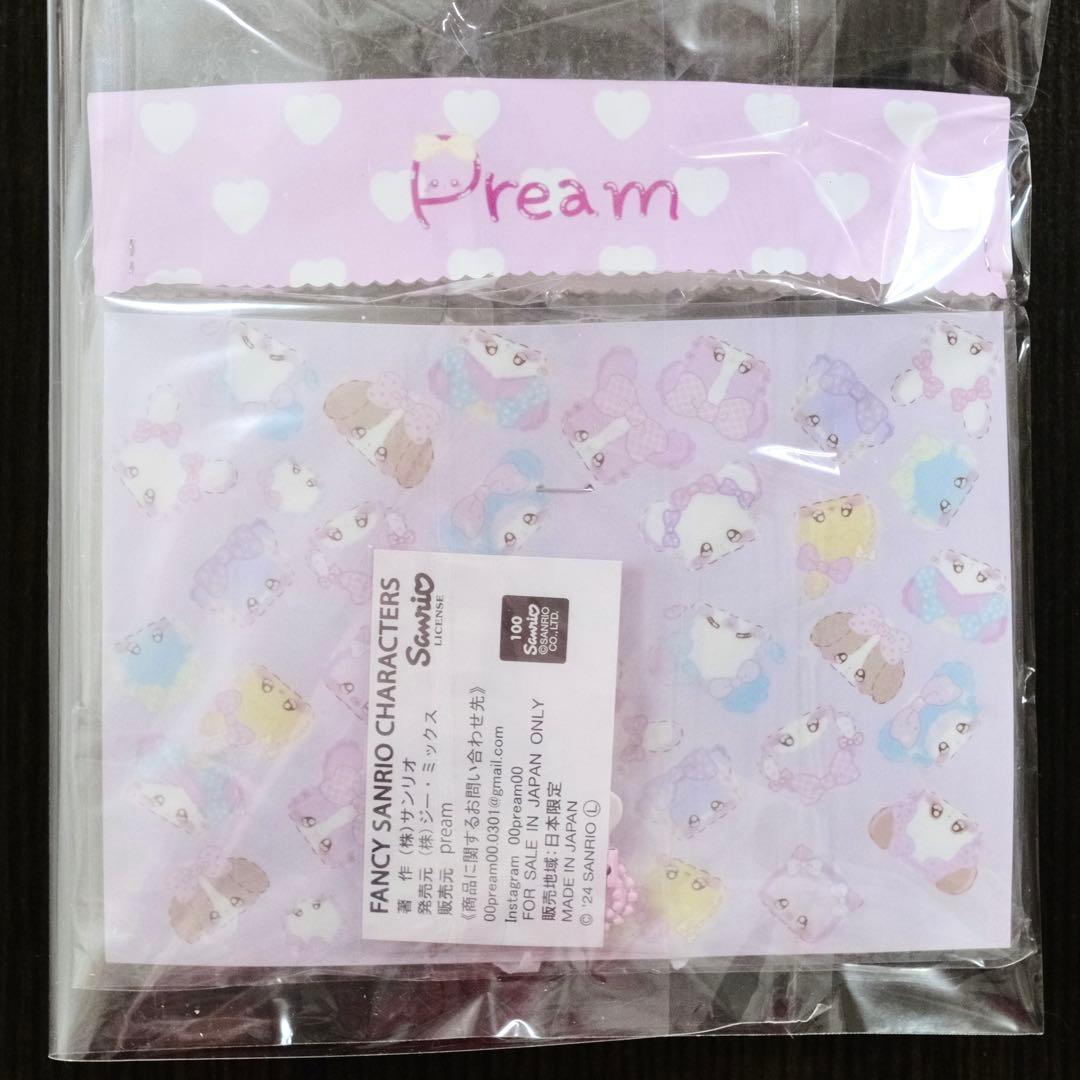 Pream
FANCY SANRIO CHARACTERS
著　作 (株)サンリオ
発売元 (株)ジー・ミックス
販売元 pream
Sanrio
LICENSE
《商品に関するお問い合わせ先》
00pream00.0301@gmail.com
Instagram 00pream00
FOR SALE IN JAPAN ONLY
販売地域:日本限定
MADE IN JAPAN
© '24 SANRIO Ⓛ
100
Sanrio
©SANRIO
CO., LTD.